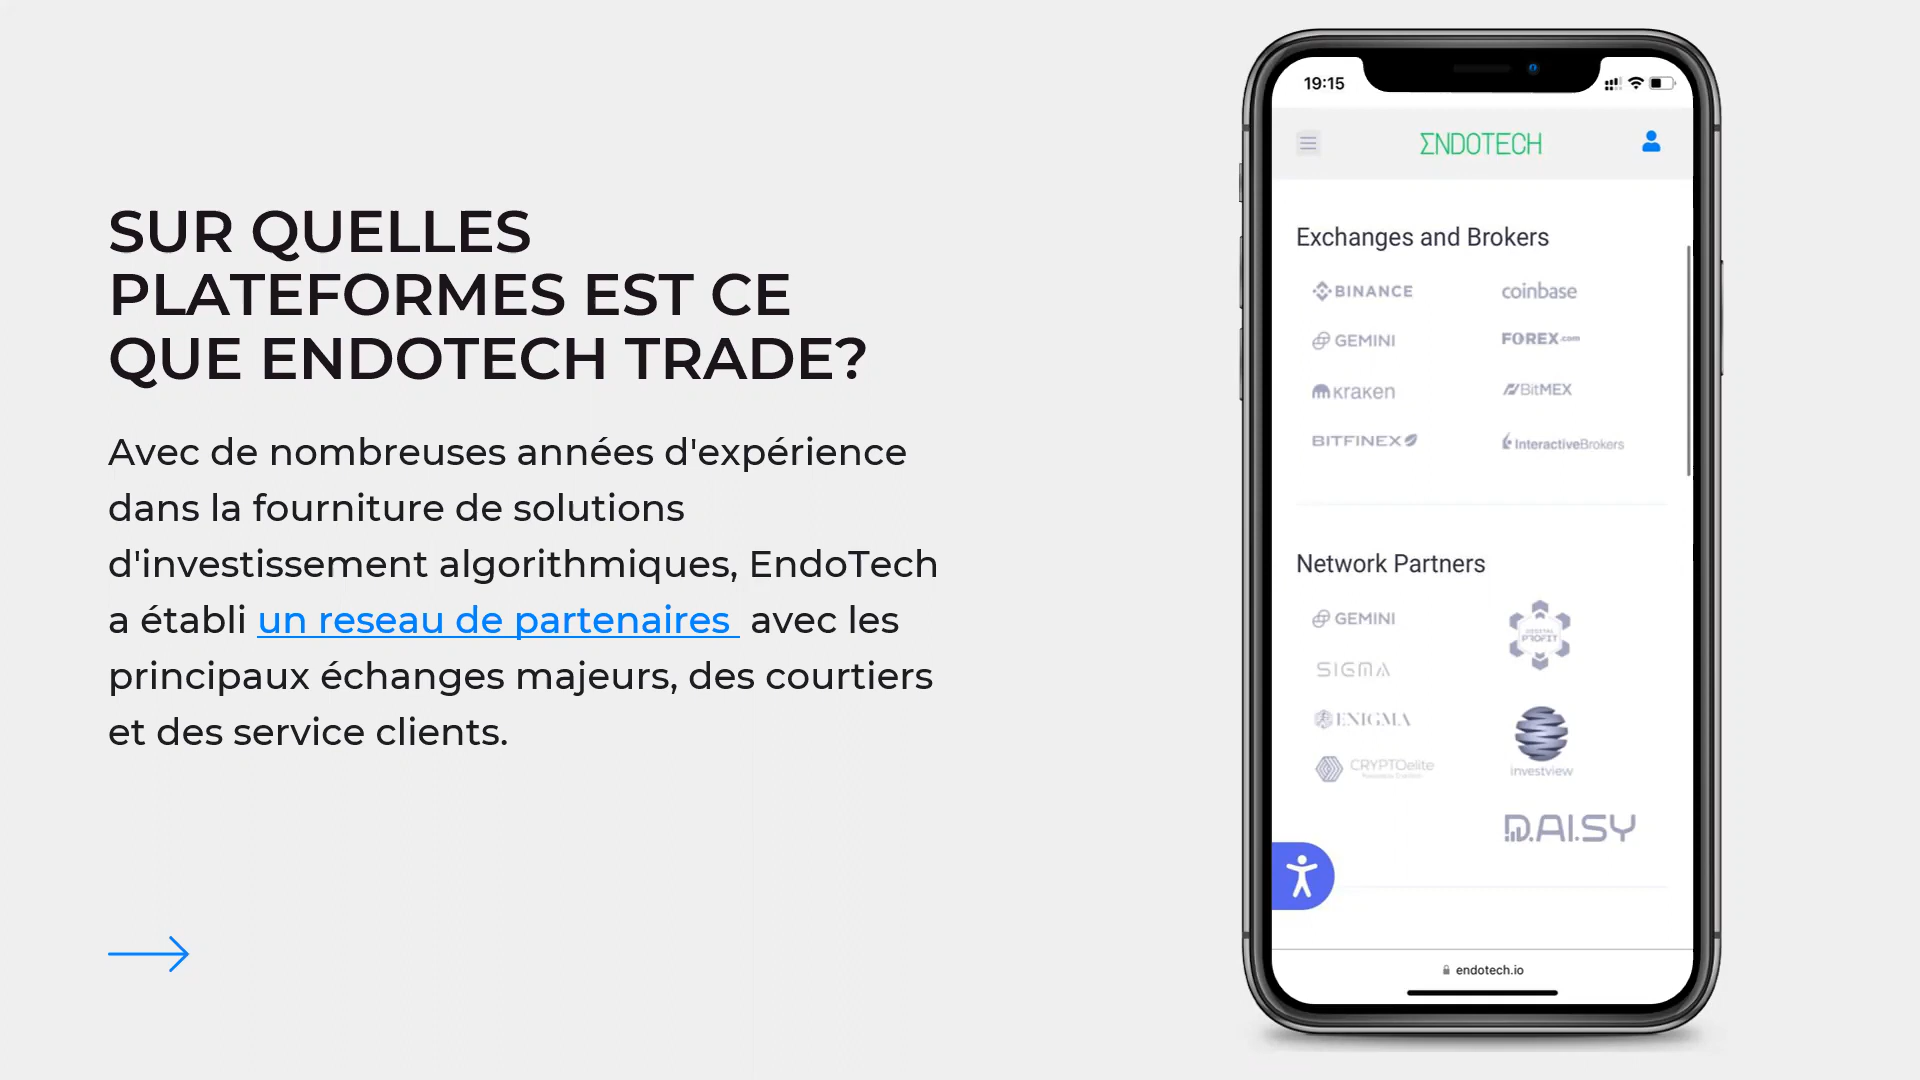 SUR QUELLES
PLATEFORMES EST CE
QUE ENDOTECH TRADE?
Avec de nombreuses années d'expérience
dans la fourniture de solutions
d'investissement algorithmiques, EndoTech
a établi un reseau de partenaires avec les
principaux échanges majeurs, des courtiers
et des service clients.
19:15
ΣNDOTECH
Exchanges and Brokers
BINANCE
coinbase
GEMINI
FOREX.com
kraken
BitMEX
BITFINEX
InteractiveBrokers
Network Partners
GEMINI
DIGITAL
PROFIT
SIGMA
ENIGMA
investview
CRYPTOelite
D.AI.SY
endotech.io